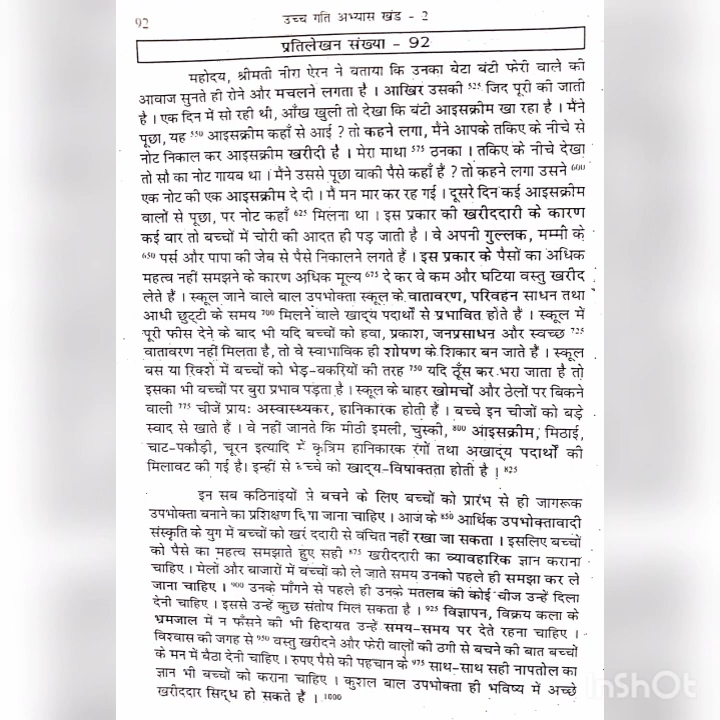 92
उच्च गति अभ्यास खंड - 2
प्रतिलेखन संख्या - 92
महोदय, श्रीमती नीरा ऐरन ने बताया कि उनका बेटा बंटी फेरी वाले की
आवाज सुनते ही रोने और मचलने लगता है । आखिर उसकी 525 जिद पूरी की जाती
है । एक दिन में सो रही थी, आँख खुली तो देखा कि बंटी आइसक्रीम खा रहा है । मैंने
पूछा, यह 550 आइसक्रीम कहाँ से आई ? तो कहने लगा, मैंने आपके तकिए के नीचे से
नोट निकाल कर आइसक्रीम खरीदी है । मेरा माथा 575 ठनका । तकिए के नीचे देखा
तो सौ का नोट गायब था । मैंने उससे पूछा वाकी पैसे कहाँ हैं ? तो कहने लगा उसने 600
एक नोट की एक आइसक्रीम दे दी । मै मन मार कर रह गई । दूसरे दिन कई आइसक्रीम
वालों से पूछा, पर नोट कहाँ 625 मिलना था । इस प्रकार की खरीददारी के कारण
कई बार तो बच्चों में चोरी की आदत ही पड़ जाती है । वे अपनी गुल्लक, मम्मी के
650 पर्स और पापा की जेब से पैसे निकालने लगते हैं । इस प्रकार के पैसों का अधिक
महत्व नहीं समझने के कारण अधिक मूल्य 675 दे कर वे कम और घटिया वस्तु खरीद
लेते हैं । स्कूल जाने वाले बाल उपभोक्ता स्कूल के वातावरण, परिवहन साधन तथा
आधी छुट्टी के समय 700 मिलने वाले खाद्य पदार्थों से प्रभावित होते हैं । स्कूल में
पूरी फीस देने के बाद भी यदि बच्चों को हवा, प्रकाश, जनप्रसाधन और स्वच्छ 725
वातावरण नहीं मिलता है, तो वे स्वाभाविक ही शोषण के शिकार बन जाते हैं । स्कूल
बस या रिक्शे में बच्चों को भेड़-बकरियों की तरह 750 यदि ठूँस कर भरा जाता है तो
इसका भी बच्चों पर बुरा प्रभाव पड़ता है । स्कूल के बाहर खोमचों और ठेलों पर बिकने
वाली 775 चीजें प्रायः अस्वास्थ्यकर, हानिकारक होती हैं । बच्चे इन चीजों को बड़े
स्वाद से खाते हैं । वे नहीं जानते कि मीठी इमली, चुस्की, 800 आइसक्रीम, मिठाई,
चाट-पकौड़ी, चूरन इत्यादि में कृत्रिम हानिकारक रंगों तथा अखाद्य पदार्थों की
मिलावट की गई है। इन्हीं से बच्चे को खाद्य-विषाक्तता होती है । 825
इन सब कठिनाइयों से बचने के लिए बच्चों को प्रारंभ से ही जागरूक
उपभोक्ता बनाने का प्रशिक्षण दिया जाना चाहिए । आज के 850 आर्थिक उपभोक्तावादी
संस्कृति के युग में बच्चों को खरीददारी से वंचित नहीं रखा जा सकता । इसलिए बच्चों
को पैसे का महत्व समझाते हुए सही 875 खरीददारी का व्यावहारिक ज्ञान कराना
चाहिए । मेलों और बाजारों में बच्चों को ले जाते समय उनको पहले ही समझा कर ले
जाना चाहिए । 900 उनके माँगने से पहले ही उनके मतलब की कोई चीज उन्हें दिला
देनी चाहिए । इससे उन्हें कुछ संतोष मिल सकता है । 925 विज्ञापन, विक्रय कला के
भ्रमजाल में न फँसने की भी हिदायत उन्हें समय-समय पर देते रहना चाहिए ।
विश्वास की जगह से 950 वस्तु खरीदने और फेरी वालों की ठगी से बचने की बात बच्चों
के मन में बैठा देनी चाहिए । रुपए पैसे की पहचान के 975 साथ-साथ सही नापतोल का
ज्ञान भी बच्चों को कराना चाहिए । कुशल बाल उपभोक्ता ही भविष्य में अच्छे
खरीददार सिद्ध हो सकते हैं । 1000
InShOt